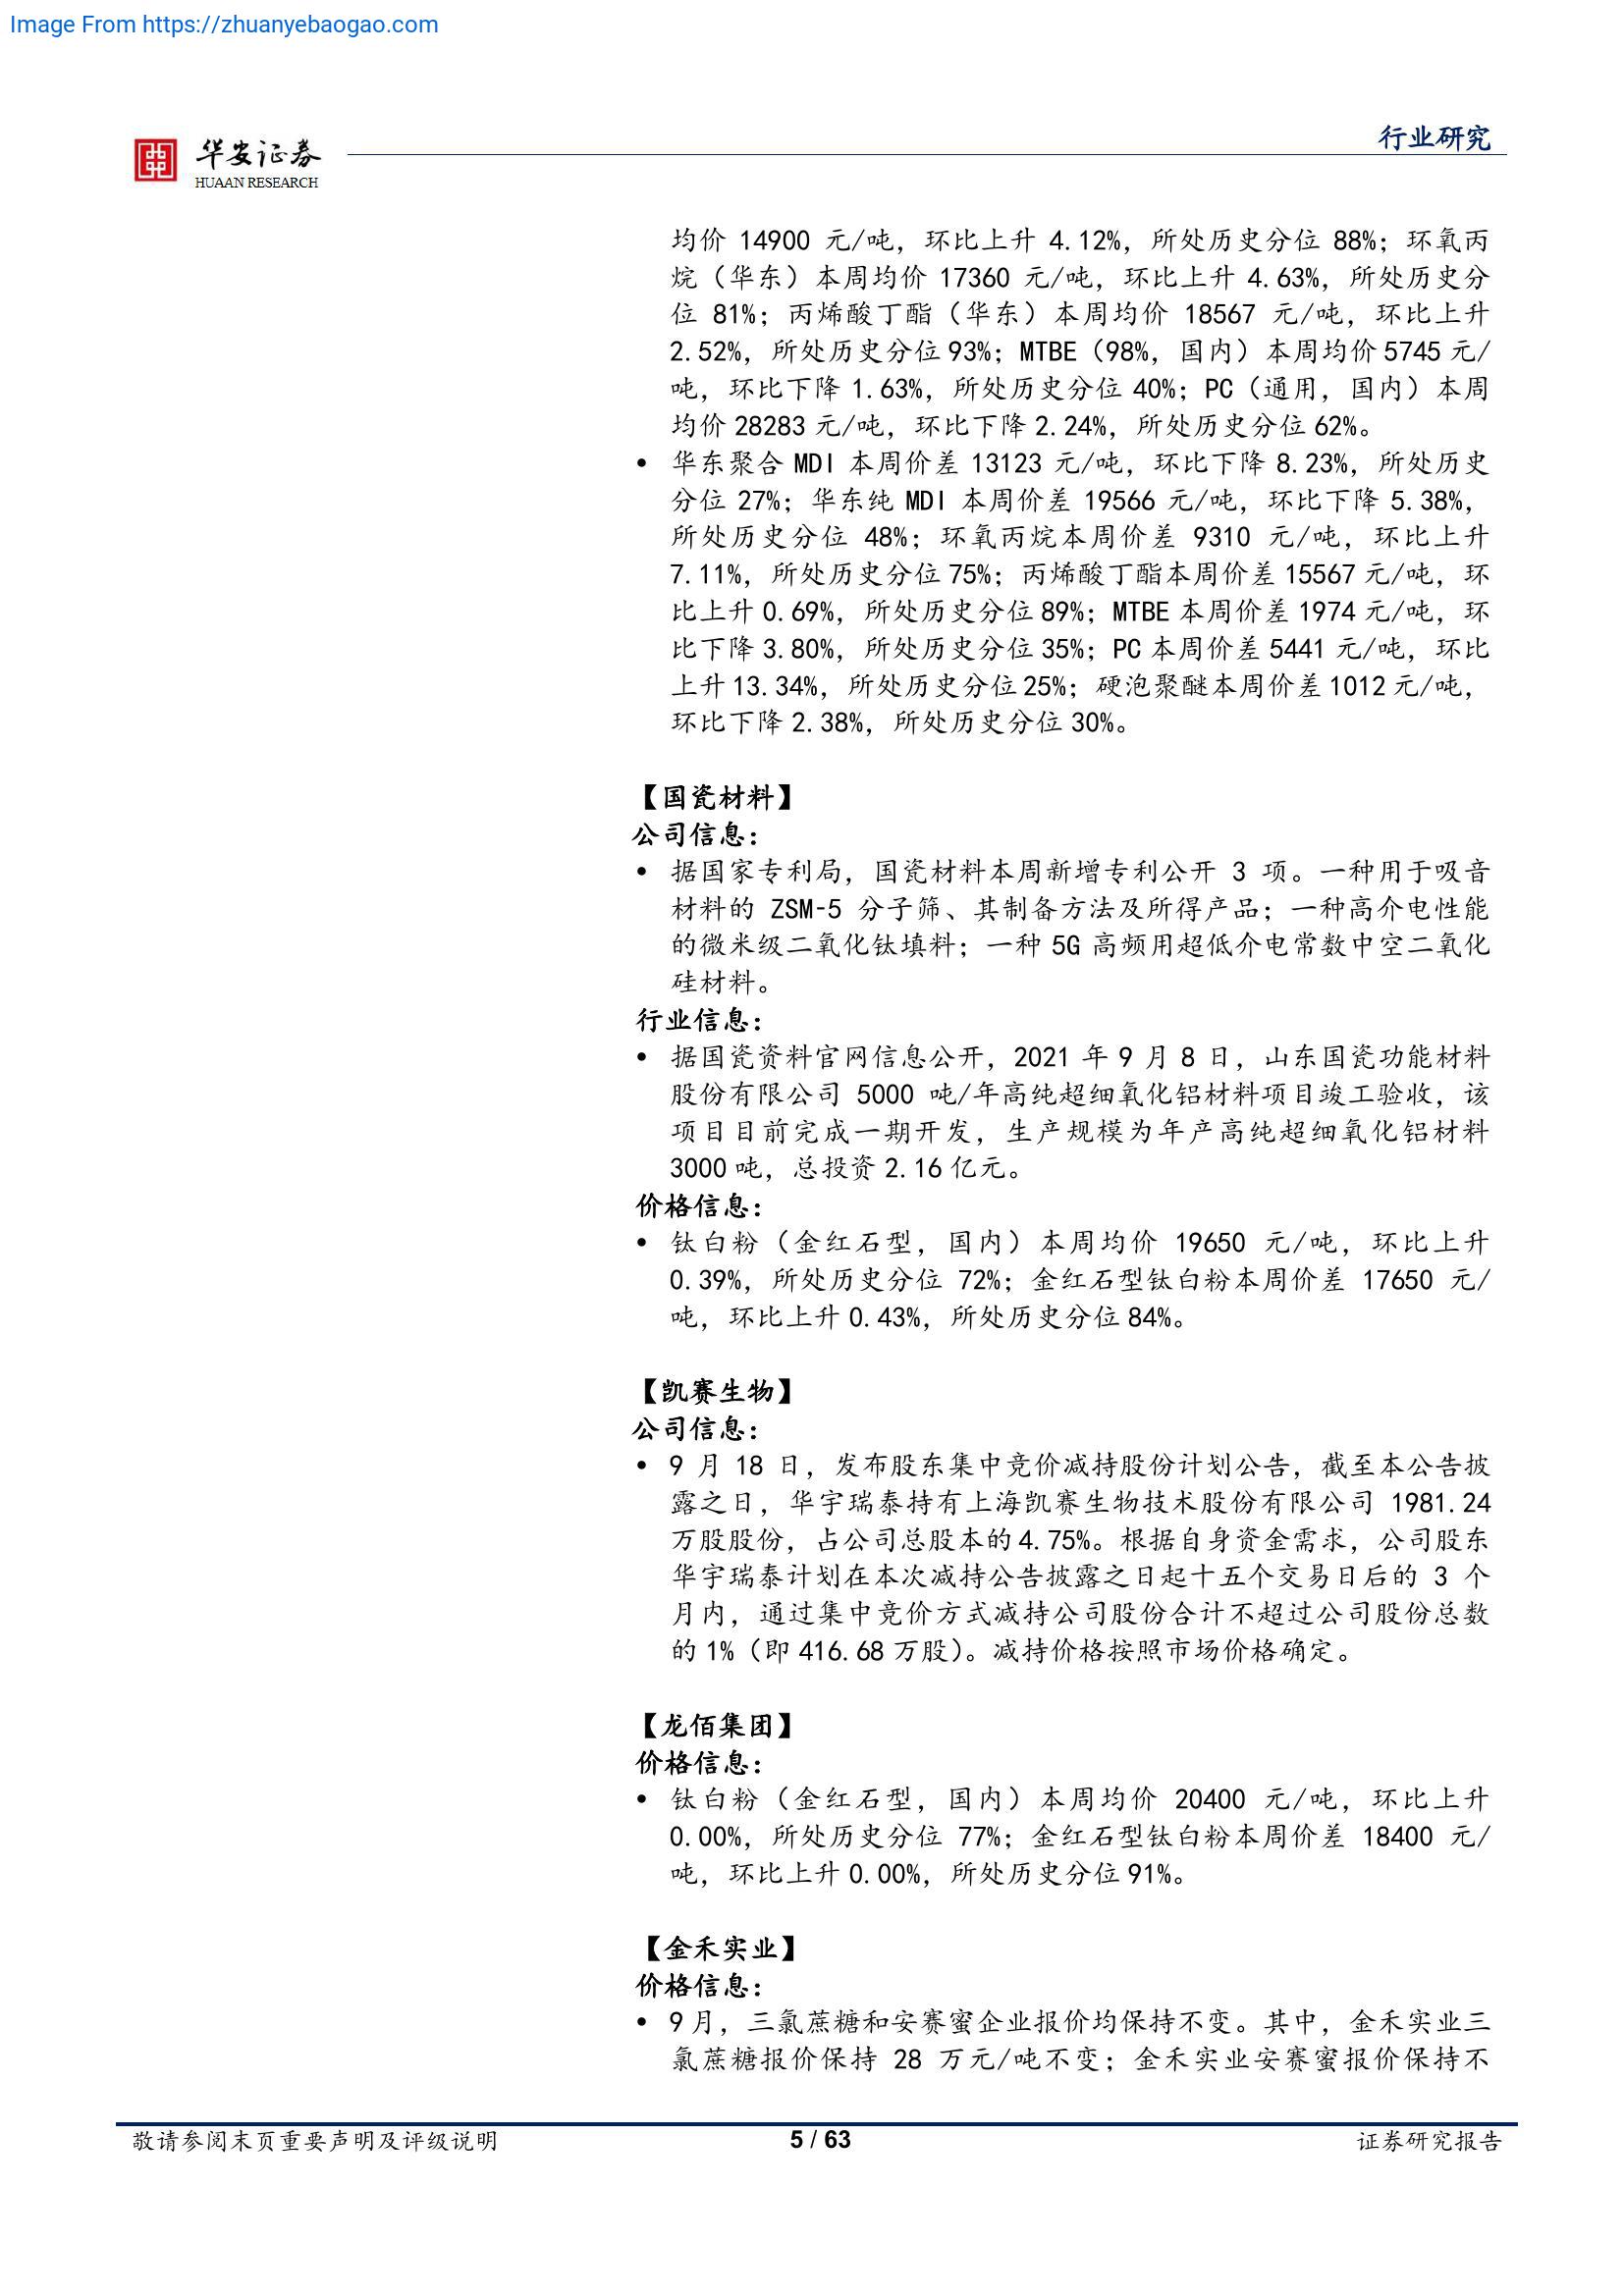 Image From https://zhuanyebaogao.com
华安证券
HUAAN RESEARCH
行业研究
均价 14900 元/吨，环比上升 4.12%，所处历史分位 88%；环氧丙
烷（华东）本周均价 17360 元/吨，环比上升 4.63%，所处历史分
位 81%；丙烯酸丁酯（华东）本周均价 18567 元/吨，环比上升
2.52%，所处历史分位 93%；MTBE（98%，国内）本周均价 5745 元/
吨，环比下降 1.63%，所处历史分位 40%；PC（通用，国内）本周
均价 28283 元/吨，环比下降 2.24%，所处历史分位 62%。
• 华东聚合 MDI 本周价差 13123 元/吨，环比下降 8.23%，所处历史
分位 27%；华东纯 MDI 本周价差 19566 元/吨，环比下降 5.38%，
所处历史分位 48%；环氧丙烷本周价差 9310 元/吨，环比上升
7.11%，所处历史分位 75%；丙烯酸丁酯本周价差 15567 元/吨，环
比上升 0.69%，所处历史分位 89%；MTBE 本周价差 1974 元/吨，环
比下降 3.80%，所处历史分位 35%；PC 本周价差 5441 元/吨，环比
上升 13.34%，所处历史分位 25%；硬泡聚醚本周价差 1012 元/吨，
环比下降 2.38%，所处历史分位 30%。
【国瓷材料】
公司信息：
• 据国家专利局，国瓷材料本周新增专利公开 3 项。一种用于吸音
材料的 ZSM-5 分子筛、其制备方法及所得产品；一种高介电性能
的微米级二氧化钛填料；一种 5G 高频用超低介电常数中空二氧化
硅材料。
行业信息：
• 据国瓷资料官网信息公开，2021 年 9 月 8 日，山东国瓷功能材料
股份有限公司 5000 吨/年高纯超细氧化铝材料项目竣工验收，该
项目目前完成一期开发，生产规模为年产高纯超细氧化铝材料
3000 吨，总投资 2.16 亿元。
价格信息：
• 钛白粉（金红石型，国内）本周均价 19650 元/吨，环比上升
0.39%，所处历史分位 72%；金红石型钛白粉本周价差 17650 元/
吨，环比上升 0.43%，所处历史分位 84%。
【凯赛生物】
公司信息：
• 9 月 18 日，发布股东集中竞价减持股份计划公告，截至本公告披
露之日，华宇瑞泰持有上海凯赛生物技术股份有限公司 1981.24
万股股份，占公司总股本的 4.75%。根据自身资金需求，公司股东
华宇瑞泰计划在本次减持公告披露之日起十五个交易日后的 3 个
月内，通过集中竞价方式减持公司股份合计不超过公司股份总数
的 1%（即 416.68 万股）。减持价格按照市场价格确定。
【龙佰集团】
价格信息：
• 钛白粉（金红石型，国内）本周均价 20400 元/吨，环比上升
0.00%，所处历史分位 77%；金红石型钛白粉本周价差 18400 元/
吨，环比上升 0.00%，所处历史分位 91%。
【金禾实业】
价格信息：
• 9 月，三氯蔗糖和安赛蜜企业报价均保持不变。其中，金禾实业三
氯蔗糖报价保持 28 万元/吨不变；金禾实业安赛蜜报价保持不
敬请参阅末页重要声明及评级说明
5 / 63
证券研究报告